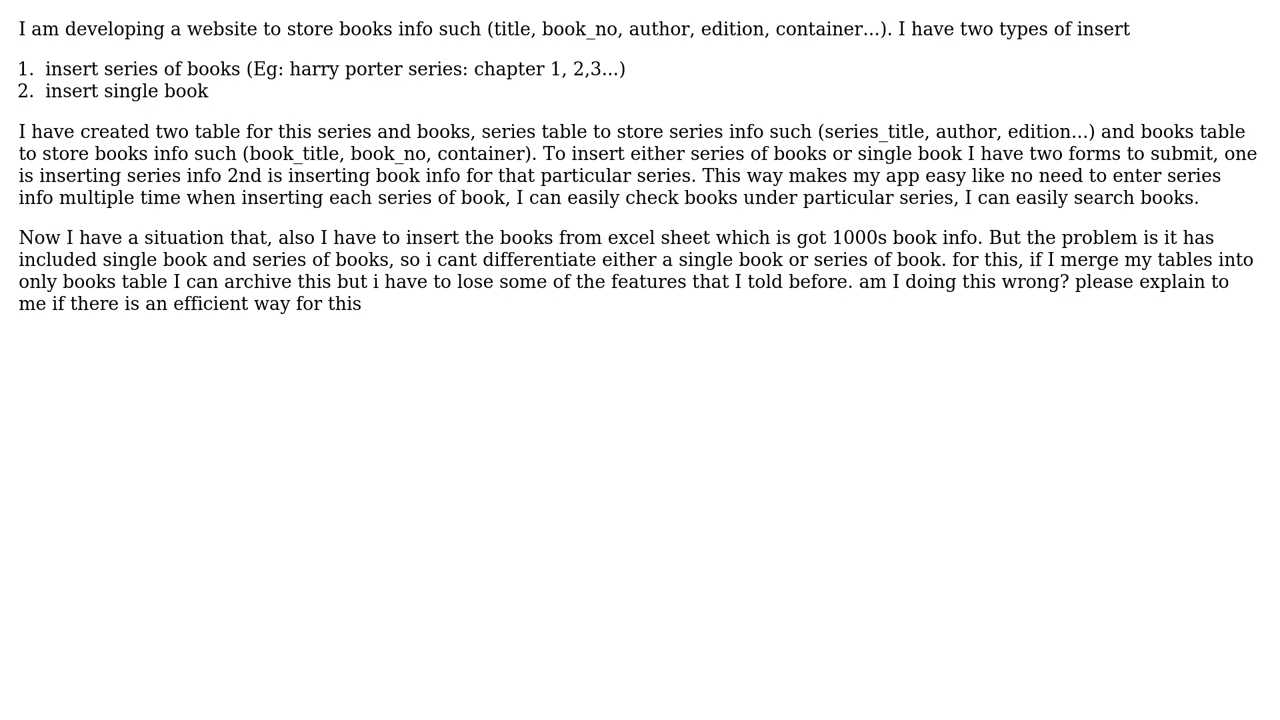 I am developing a website to store books info such (title, book_no, author, edition, container...). I have two types of insert
1. insert series of books (Eg: harry porter series: chapter 1, 2,3...)
2. insert single book
I have created two table for this series and books, series table to store series info such (series_title, author, edition...) and books table
to store books info such (book_title, book_no, container). To insert either series of books or single book I have two forms to submit, one
is inserting series info 2nd is inserting book info for that particular series. This way makes my app easy like no need to enter series
info multiple time when inserting each series of book, I can easily check books under particular series, I can easily search books.
Now I have a situation that, also I have to insert the books from excel sheet which is got 1000s book info. But the problem is it has
included single book and series of books, so i cant differentiate either a single book or series of book. for this, if I merge my tables into
only books table I can archive this but i have to lose some of the features that I told before. am I doing this wrong? please explain to
me if there is an efficient way for this